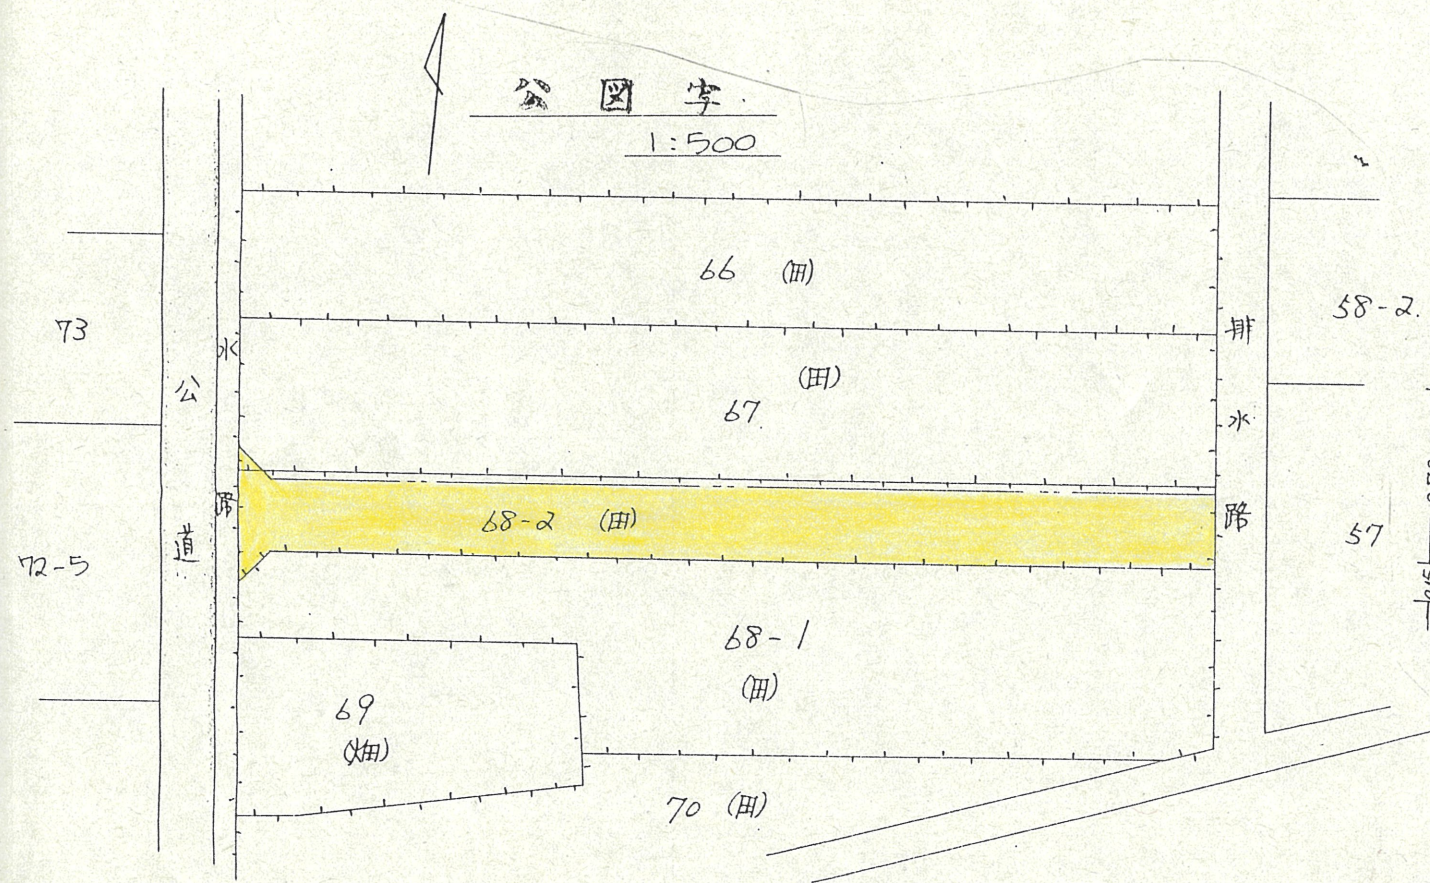 公図写
1:500
66 (田)
58-2.
73
水
排
公
(田)
67.
水
路
68-2 (田)
路
道
57
72-5
68-1
(田)
69
(畑)
70 (田)